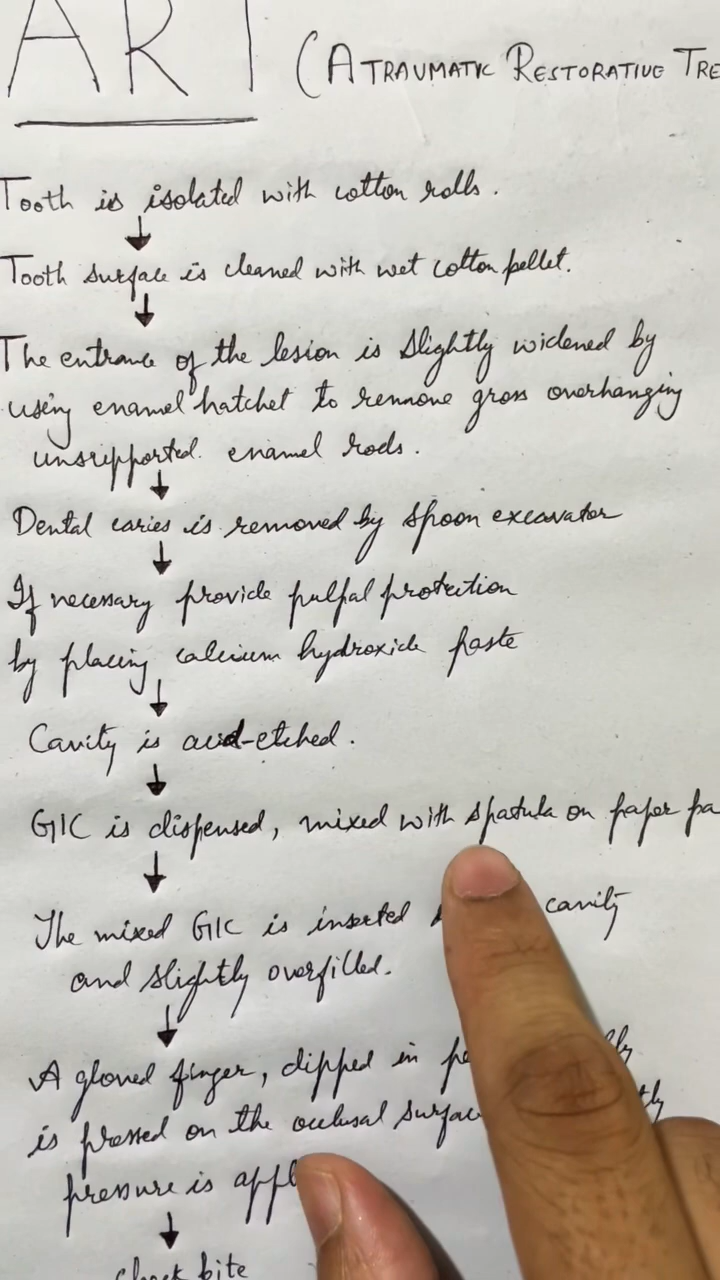 ART (ATRAUMATIC RESTORATIVE TRE
Tooth is isolated with cotton rolls.
Tooth surface is cleaned with wet cotton pellet.
The entrance of the lesion is slightly widened by
using enamel hatchet to remove gross overhanging
unsupported enamel rods.
Dental caries is removed by spoon excavator
If necessary provide pulpal protection
by placing calcium hydroxide paste
Cavity is acid-etched.
GIC is dispensed, mixed with spatula on paper pa
The mixed GIC is inserted cavity
and slightly overfilled.
A gloved finger, dipped in
is pressed on the occlusal surfac
pressure is appl
check bite